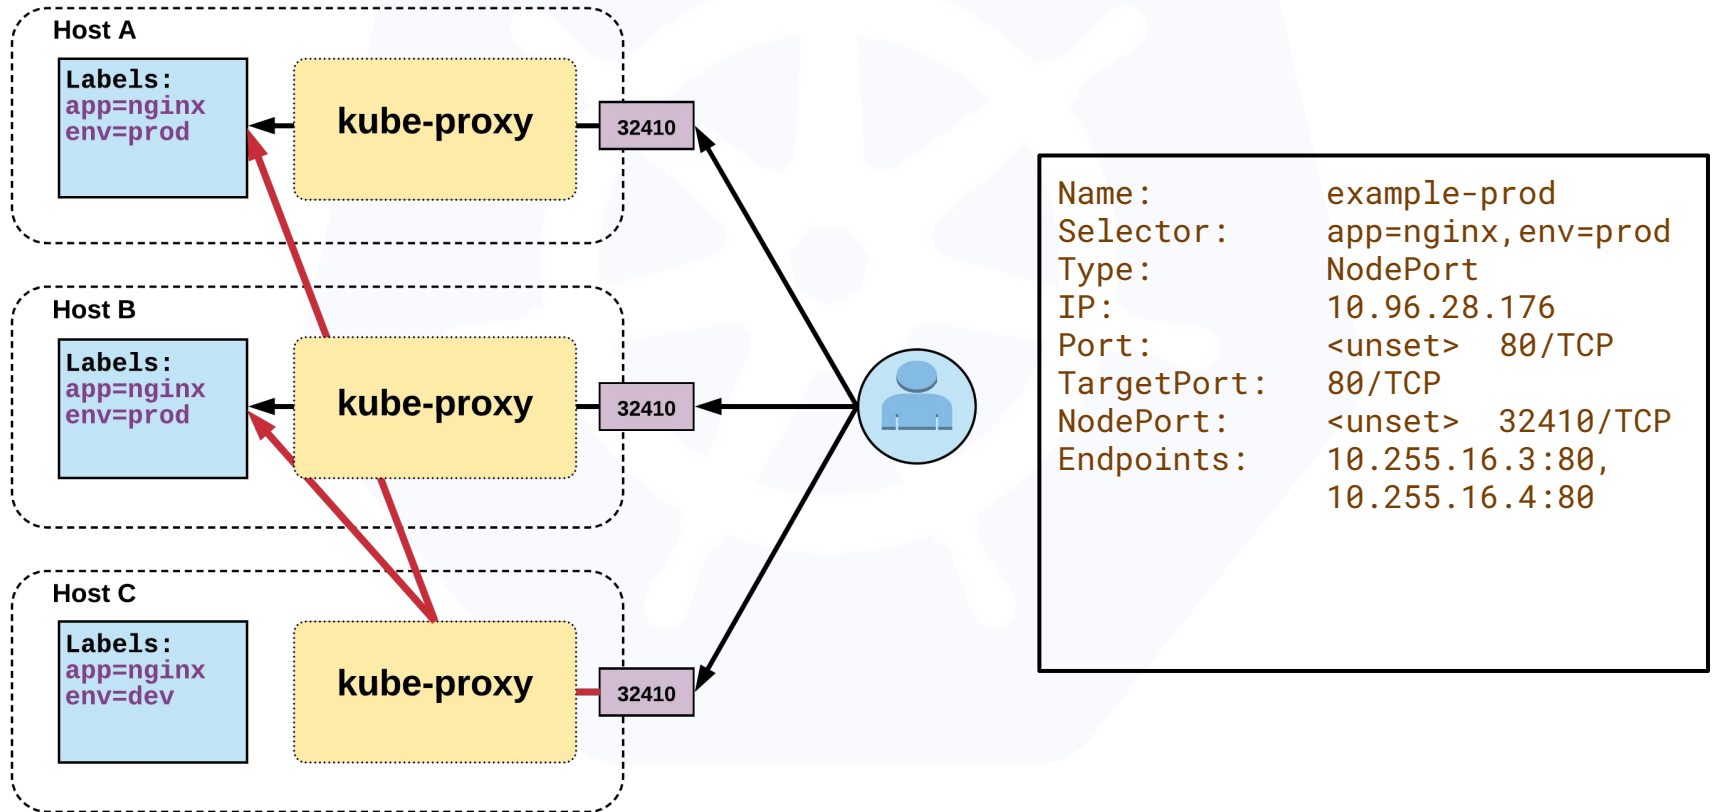 Host A
Labels:
app=nginx
env=prod
kube-proxy
32410
Host B
Labels:
app=nginx
env=prod
kube-proxy
32410
Host C
Labels:
app=nginx
env=dev
kube-proxy
32410
Name: example-prod
Selector: app=nginx,env=prod
Type: NodePort
IP: 10.96.28.176
Port: <unset> 80/TCP
TargetPort: 80/TCP
NodePort: <unset> 32410/TCP
Endpoints: 10.255.16.3:80,
10.255.16.4:80